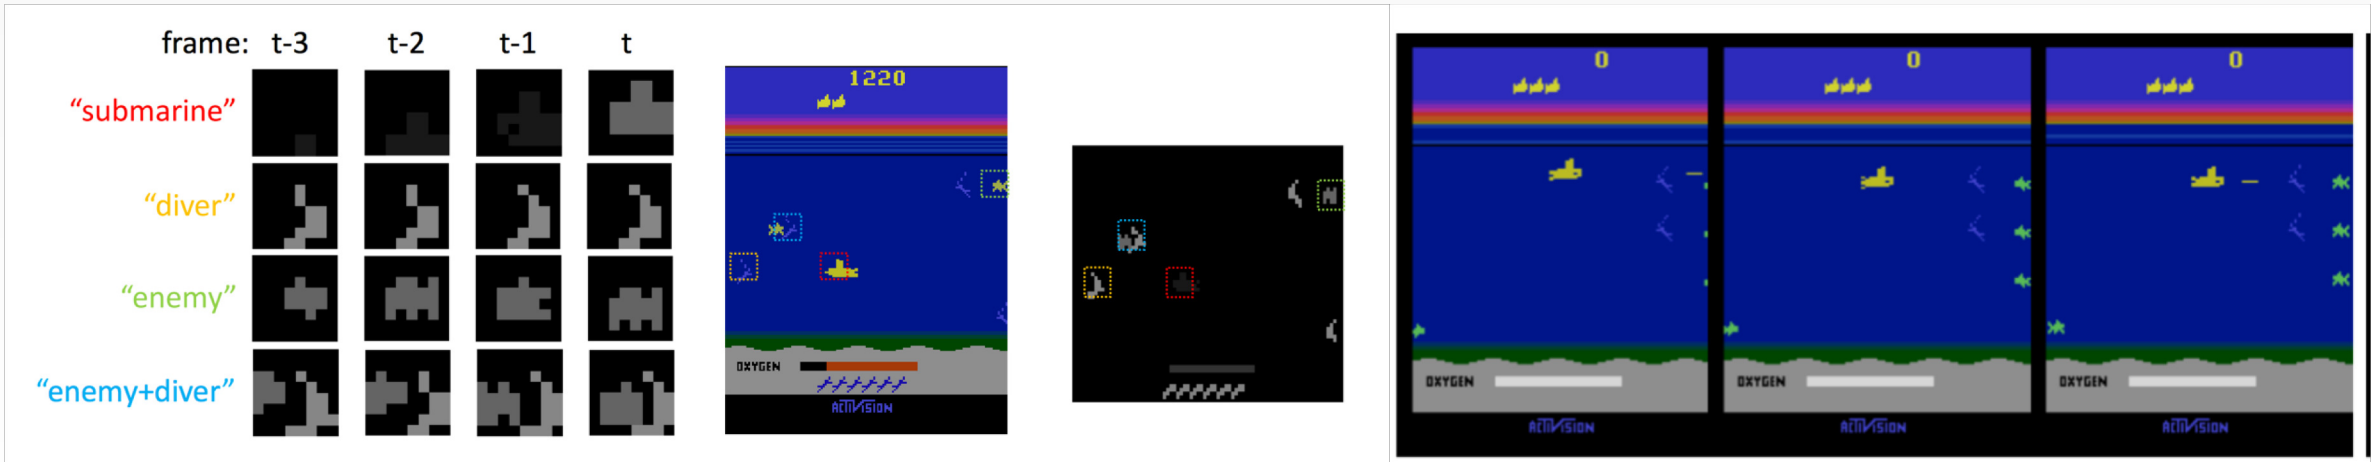 frame: t-3 t-2 t-1 t
“submarine”
“diver”
“enemy”
“enemy+diver”
1220
OXYGEN
ACTIVISION
0
OXYGEN
ACTIVISION
0
OXYGEN
ACTIVISION
0
OXYGEN
ACTIVISION